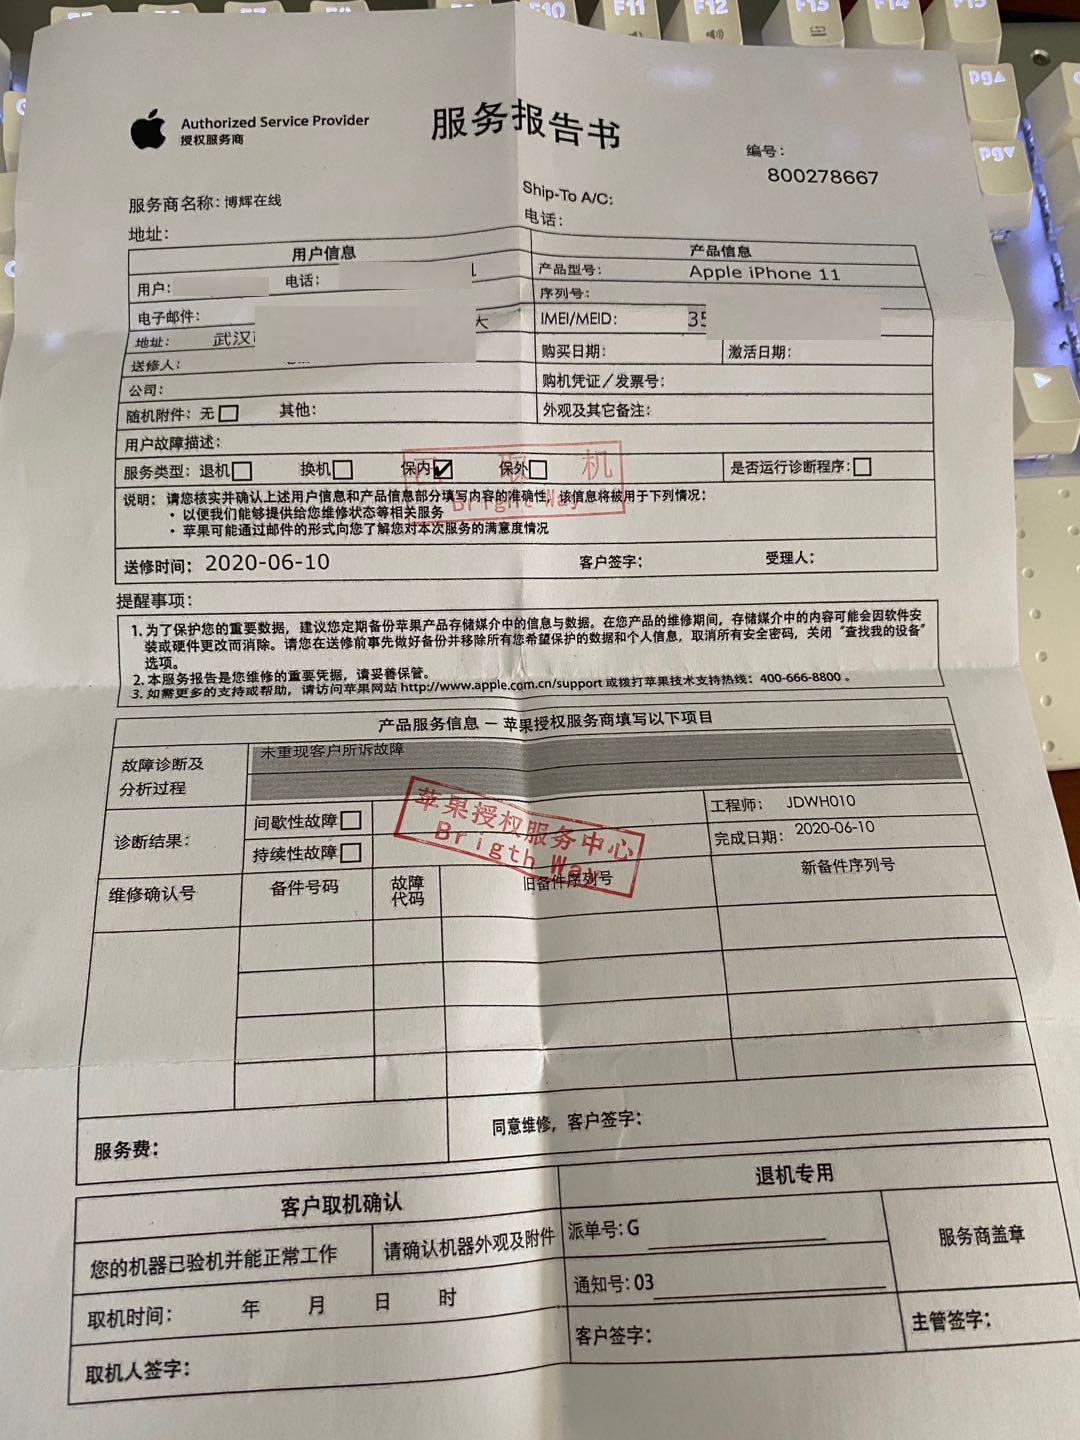 F10 F11 F12 F13 F14 F15
pg▲
pg▼
Authorized Service Provider
授权服务商
服务报告书
编号：
800278667
服务商名称：博辉在线
Ship-To A/C:
地址：
电话：
用户信息 产品信息
用户： 电话： 产品型号： Apple iPhone 11
电子邮件： 序列号：
地址： 武汉 大 IMEI/MEID: 35
送修人： 购买日期： 激活日期：
公司： 购机凭证/发票号：
随机附件：无 其他： 外观及其它备注：
用户故障描述：
服务类型：退机 换机 保内 保外 是否运行诊断程序：
取机
Bright Way
说明：请您核实并确认上述用户信息和产品信息部分填写内容的准确性，该信息将被用于下列情况：
• 以便我们能够提供给您维修状态等相关服务
• 苹果可能通过邮件的形式向您了解您对本次服务的满意度情况
送修时间：2020-06-10 客户签字： 受理人：
提醒事项：
1. 为了保护您的重要数据，建议您定期备份苹果产品存储媒介中的信息与数据。在您产品的维修期间，存储媒介中的内容可能会因软件安
装或硬件更改而消除。请您在送修前事先做好备份并移除所有您希望保护的数据和个人信息，取消所有安全密码，关闭“查找我的设备”
选项。
2. 本服务报告是您维修的重要凭据，请妥善保管。
3. 如需更多的支持或帮助，请访问苹果网站 http://www.apple.com.cn/support 或拨打苹果技术支持热线：400-666-8800 。
产品服务信息 — 苹果授权服务商填写以下项目
故障诊断及
分析过程
未重现客户所诉故障
诊断结果： 间歇性故障 工程师： JDWH010
持续性故障 完成日期： 2020-06-10
苹果授权服务中心
Brigth Way
维修确认号 备件号码 故障
代码 旧备件序列号 新备件序列号
服务费： 同意维修，客户签字：
客户取机确认 退机专用
您的机器已验机并能正常工作 请确认机器外观及附件 派单号: G 服务商盖章
通知号: 03
取机时间： 年 月 日 时
客户签字： 主管签字：
取机人签字：